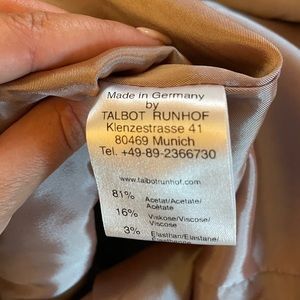 Made in Germany
by
TALBOT RUNHOF
Klenzestrasse 41
80469 Munich
Tel. +49-89-2366730
www.talbotrunhof.com
81% Acetat/Acetate/
Acétate
16% Viskose/Viscose/
Viscose
3% Elasthan/Elastane/